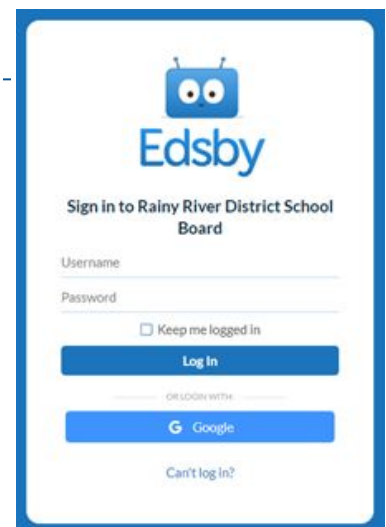 Edsby
Sign in to Rainy River District School
Board
Username
Password
Keep me logged in
Log In
OR LOGIN WITH
G Google
Can't log in?